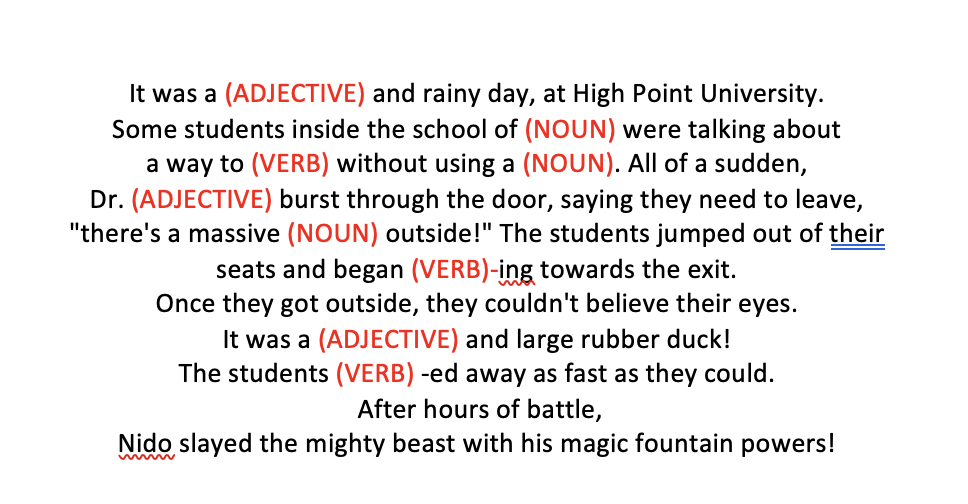 It was a (ADJECTIVE) and rainy day, at High Point University.
Some students inside the school of (NOUN) were talking about
a way to (VERB) without using a (NOUN). All of a sudden,
Dr. (ADJECTIVE) burst through the door, saying they need to leave,
"there's a massive (NOUN) outside!" The students jumped out of their
seats and began (VERB)-ing towards the exit.
Once they got outside, they couldn't believe their eyes.
It was a (ADJECTIVE) and large rubber duck!
The students (VERB) -ed away as fast as they could.
After hours of battle,
Nido slayed the mighty beast with his magic fountain powers!